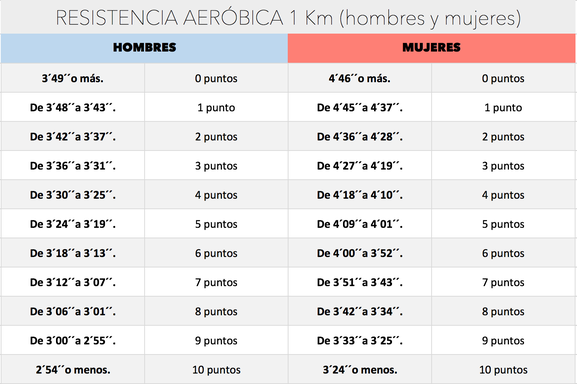 RESISTENCIA AERÓBICA 1 Km (hombres y mujeres)
HOMBRES MUJERES
3´49´´o más. 0 puntos 4´46´´o más. 0 puntos
De 3´48´´a 3´43´´. 1 punto De 4´45´´a 4´37´´. 1 punto
De 3´42´´a 3´37´´. 2 puntos De 4´36´´a 4´28´´. 2 puntos
De 3´36´´a 3´31´´. 3 puntos De 4´27´´a 4´19´´. 3 puntos
De 3´30´´a 3´25´´. 4 puntos De 4´18´´a 4´10´´. 4 puntos
De 3´24´´a 3´19´´. 5 puntos De 4´09´´a 4´01´´. 5 puntos
De 3´18´´a 3´13´´. 6 puntos De 4´00´´a 3´52´´. 6 puntos
De 3´12´´a 3´07´´. 7 puntos De 3´51´´a 3´43´´. 7 puntos
De 3´06´´a 3´01´´. 8 puntos De 3´42´´a 3´34´´. 8 puntos
De 3´00´´a 2´55´´. 9 puntos De 3´33´´a 3´25´´. 9 puntos
2´54´´o menos. 10 puntos 3´24´´o menos. 10 puntos